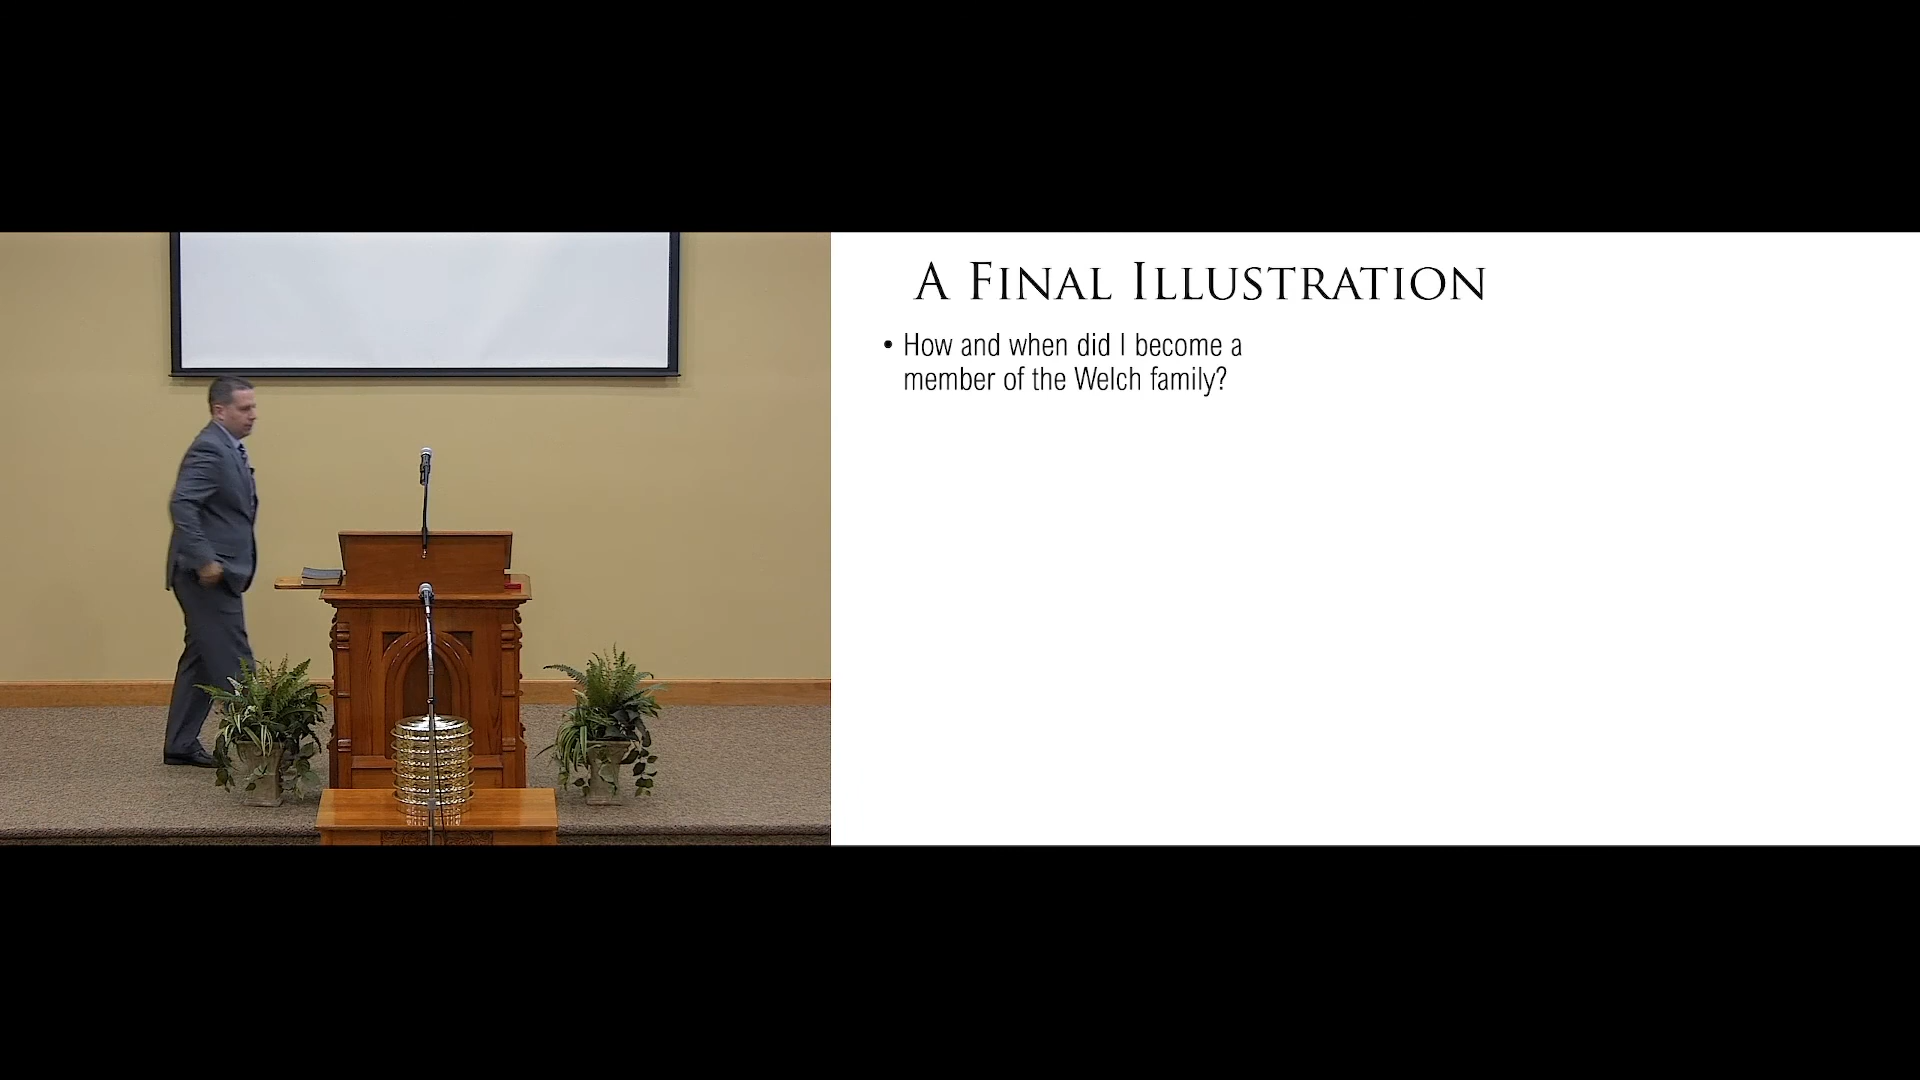 A Final Illustration
• How and when did I become a
member of the Welch family?